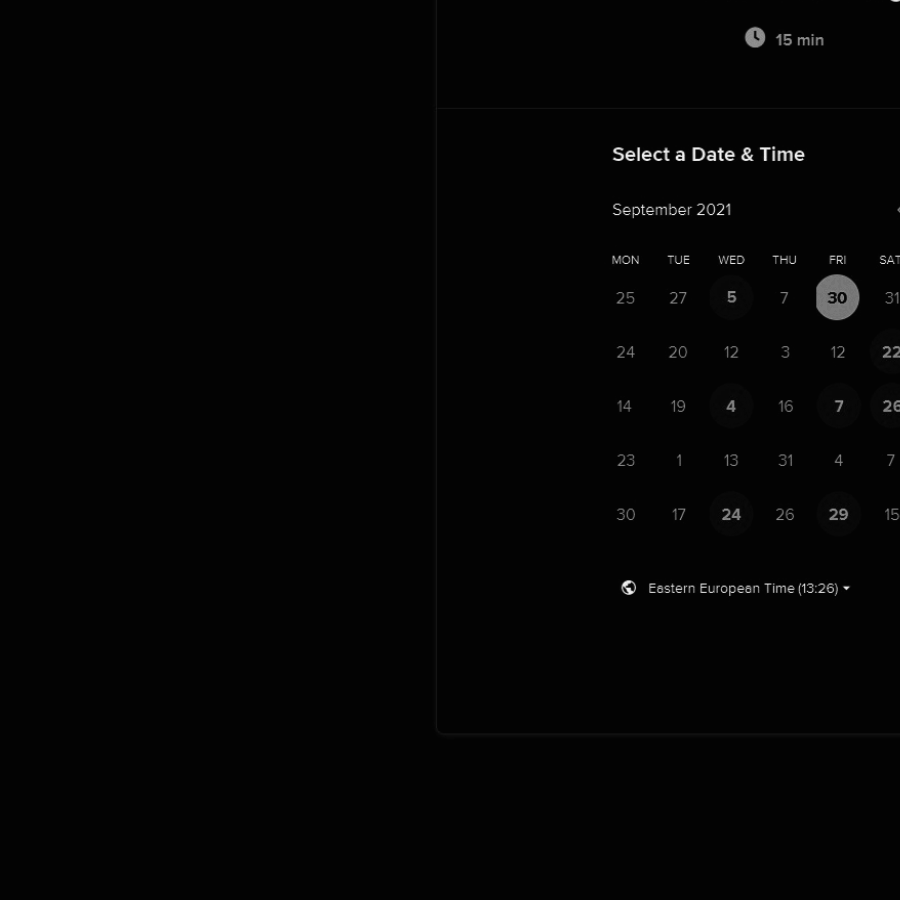 15 min
Select a Date & Time
September 2021
MON TUE WED THU FRI SAT
25 27 5 7 30 31
24 20 12 3 12 22
14 19 4 16 7 26
23 1 13 31 4 7
30 17 24 26 29 15
Eastern European Time (13:26)